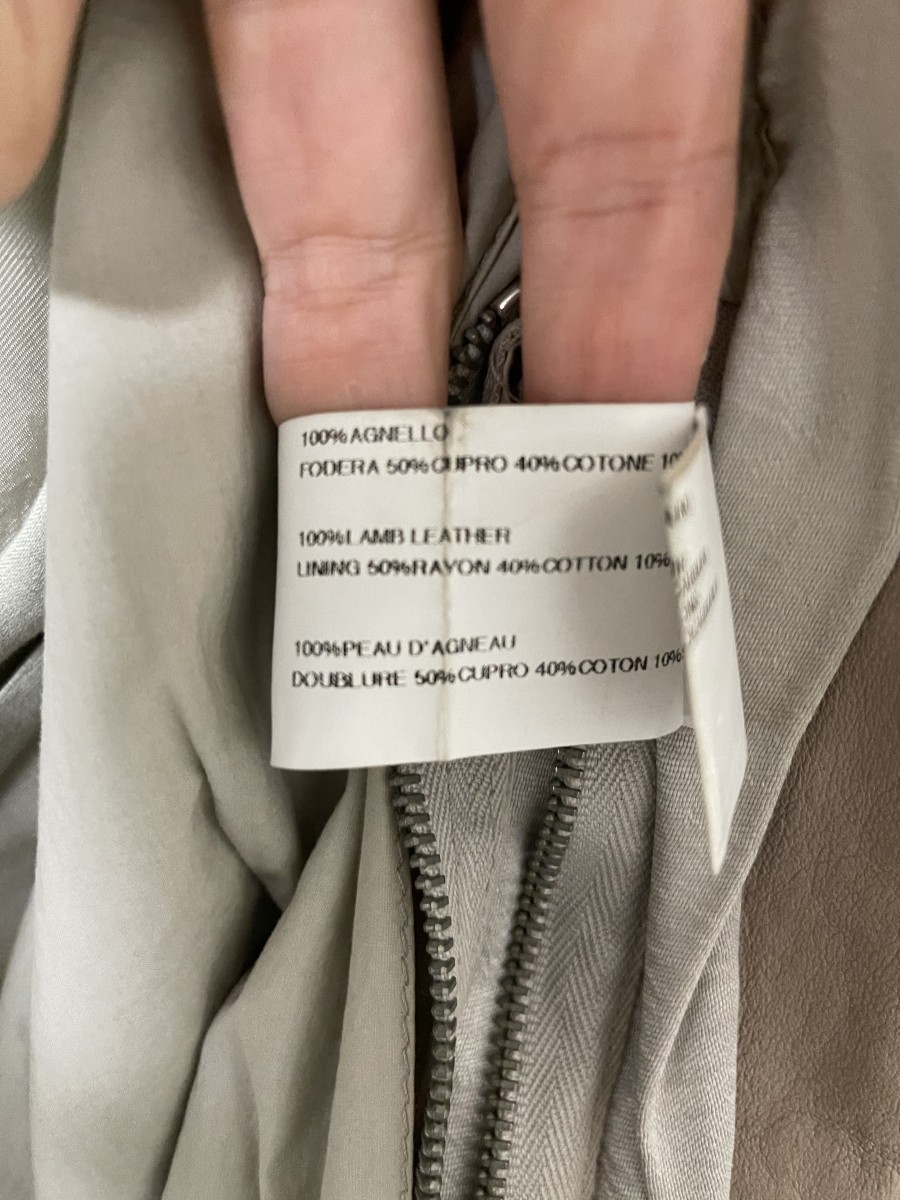 100% AGNELLO
FODERA 50% CUPRO 40% COTONE
100% LAMB LEATHER
LINING 50% RAYON 40% COTTON 10%
100% PEAU D'AGNEAU
DOUBLURE 50% CUPRO 40% COTON 10%